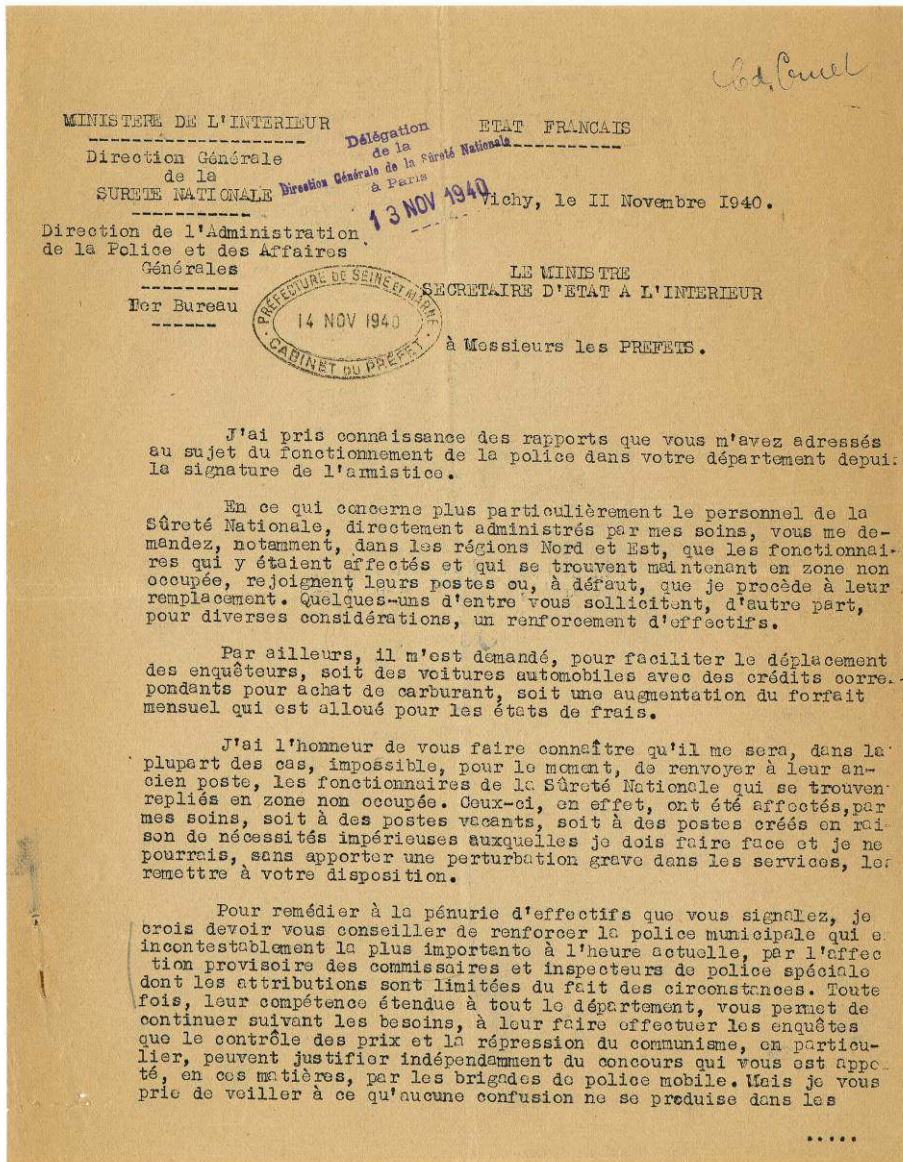 MINISTERE DE L'INTERIEUR
Direction Générale
de la
SURETE NATIONALE
Direction de l'Administration
de la Police et des Affaires
Générales
Ier Bureau
Délégation
de la
Direction Générale de la Sûreté Nationale
à Paris
13 NOV 1940
ETAT FRANCAIS
Vichy, le II Novembre I940.
PRÉFECTURE DE SEINE ET MARNE
14 NOV 1940
CABINET DU PRÉFET
LE MINISTRE
SECRETAIRE D'ETAT A L'INTERIEUR
à Messieurs les PREFETS.
J'ai pris connaissance des rapports que vous m'avez adressés
au sujet du fonctionnement de la police dans votre département depui
la signature de l'armistice.
En ce qui concerne plus particulièrement le personnel de la
Sûreté Nationale, directement administrés par mes soins, vous me de-
mandez, notamment, dans les régions Nord et Est, que les fonctionnai-
res qui y étaient affectés et qui se trouvent maintenant en zone non
occupée, rejoignent leurs postes ou, à défaut, que je procède à leur
remplacement. Quelques-uns d'entre vous sollicitent, d'autre part,
pour diverses considérations, un renforcement d'effectifs.
Par ailleurs, il m'est demandé, pour faciliter le déplacement
des enquêteurs, soit des voitures automobiles avec des crédits corre-
pondants pour achat de carburant, soit une augmentation du forfait
mensuel qui est alloué pour les états de frais.
J'ai l'honneur de vous faire connaître qu'il me sera, dans la
plupart des cas, impossible, pour le moment, de renvoyer à leur an-
cien poste, les fonctionnaires de la Sûreté Nationale qui se trouven
repliés en zone non occupée. Ceux-ci, en effet, ont été affectés,par
mes soins, soit à des postes vacants, soit à des postes créés en rai-
son de nécessités impérieuses auxquelles je dois faire face et je ne
pourrais, sans apporter une perturbation grave dans les services, les
remettre à votre disposition.
Pour remédier à la pénurie d'effectifs que vous signalez, je
crois devoir vous conseiller de renforcer la police municipale qui e
incontestablement la plus importante à l'heure actuelle, par l'affec
tion provisoire des commissaires et inspecteurs de police spéciale
dont les attributions sont limitées du fait des circonstances. Toute
fois, leur compétence étendue à tout le département, vous permet de
continuer suivant les besoins, à leur faire effectuer les enquêtes
que le contrôle des prix et la répression du communisme, en particu-
lier, peuvent justifier indépendamment du concours qui vous est appo-
té, en ces matières, par les brigades de police mobile. Mais je vous
prie de veiller à ce qu'aucune confusion ne se produise dans les
.....